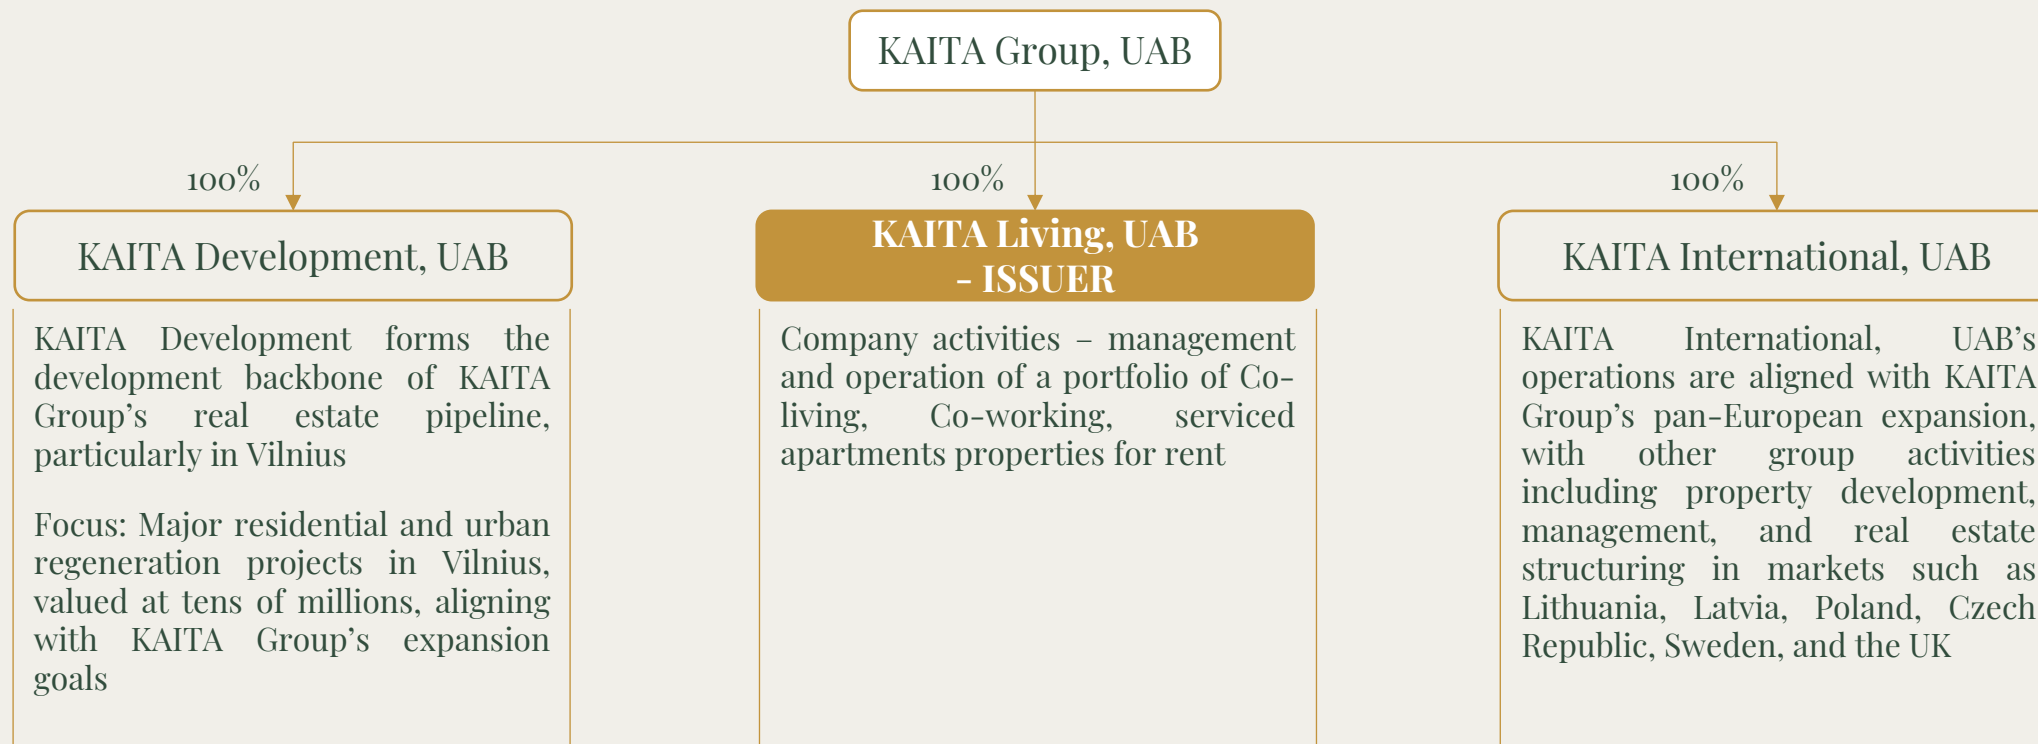 KAITA Group, UAB
100%
100%
100%
KAITA Development, UAB
KAITA Living, UAB
- ISSUER
KAITA International, UAB
KAITA Development forms the
development backbone of KAITA
Group’s real estate pipeline,
particularly in Vilnius
Focus: Major residential and urban
regeneration projects in Vilnius,
valued at tens of millions, aligning
with KAITA Group’s expansion
goals
Company activities – management
and operation of a portfolio of Co-
living, Co-working, serviced
apartments properties for rent
KAITA International, UAB’s
operations are aligned with KAITA
Group’s pan-European expansion,
with other group activities
including property development,
management, and real estate
structuring in markets such as
Lithuania, Latvia, Poland, Czech
Republic, Sweden, and the UK